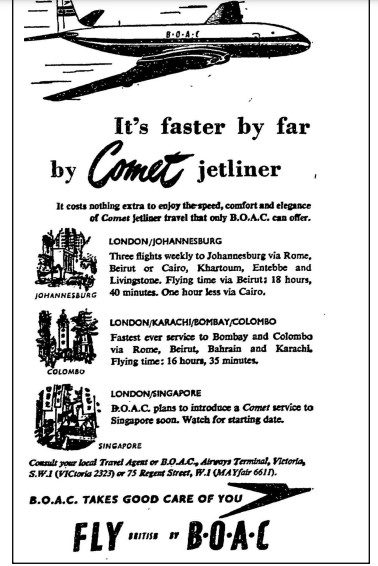 B·O·A·C
It's faster by far
by Comet jetliner
It costs nothing extra to enjoy the speed, comfort and elegance
of Comet jetliner travel that only B.O.A.C. can offer.
LONDON/JOHANNESBURG
Three flights weekly to Johannesburg via Rome,
Beirut or Cairo, Khartoum, Entebbe and
Livingstone. Flying time via Beirut; 18 hours,
40 minutes. One hour less via Cairo.
JOHANNESBURG
LONDON/KARACHI/BOMBAY/COLOMBO
Fastest ever service to Bombay and Colombo
via Rome, Beirut, Bahrain and Karachi,
Flying time: 16 hours, 35 minutes.
COLOMBO
LONDON/SINGAPORE
B.O.A.C. plans to introduce a Comet service to
Singapore soon. Watch for starting date.
SINGAPORE
Consult your local Travel Agent or B.O.A.C., Airways Terminal, Victoria,
S.W.1 (VICtoria 2323) or 75 Regent Street, W.1 (MAYfair 6611).
B.O.A.C. TAKES GOOD CARE OF YOU
FLY BRITISH BY B·O·A·C